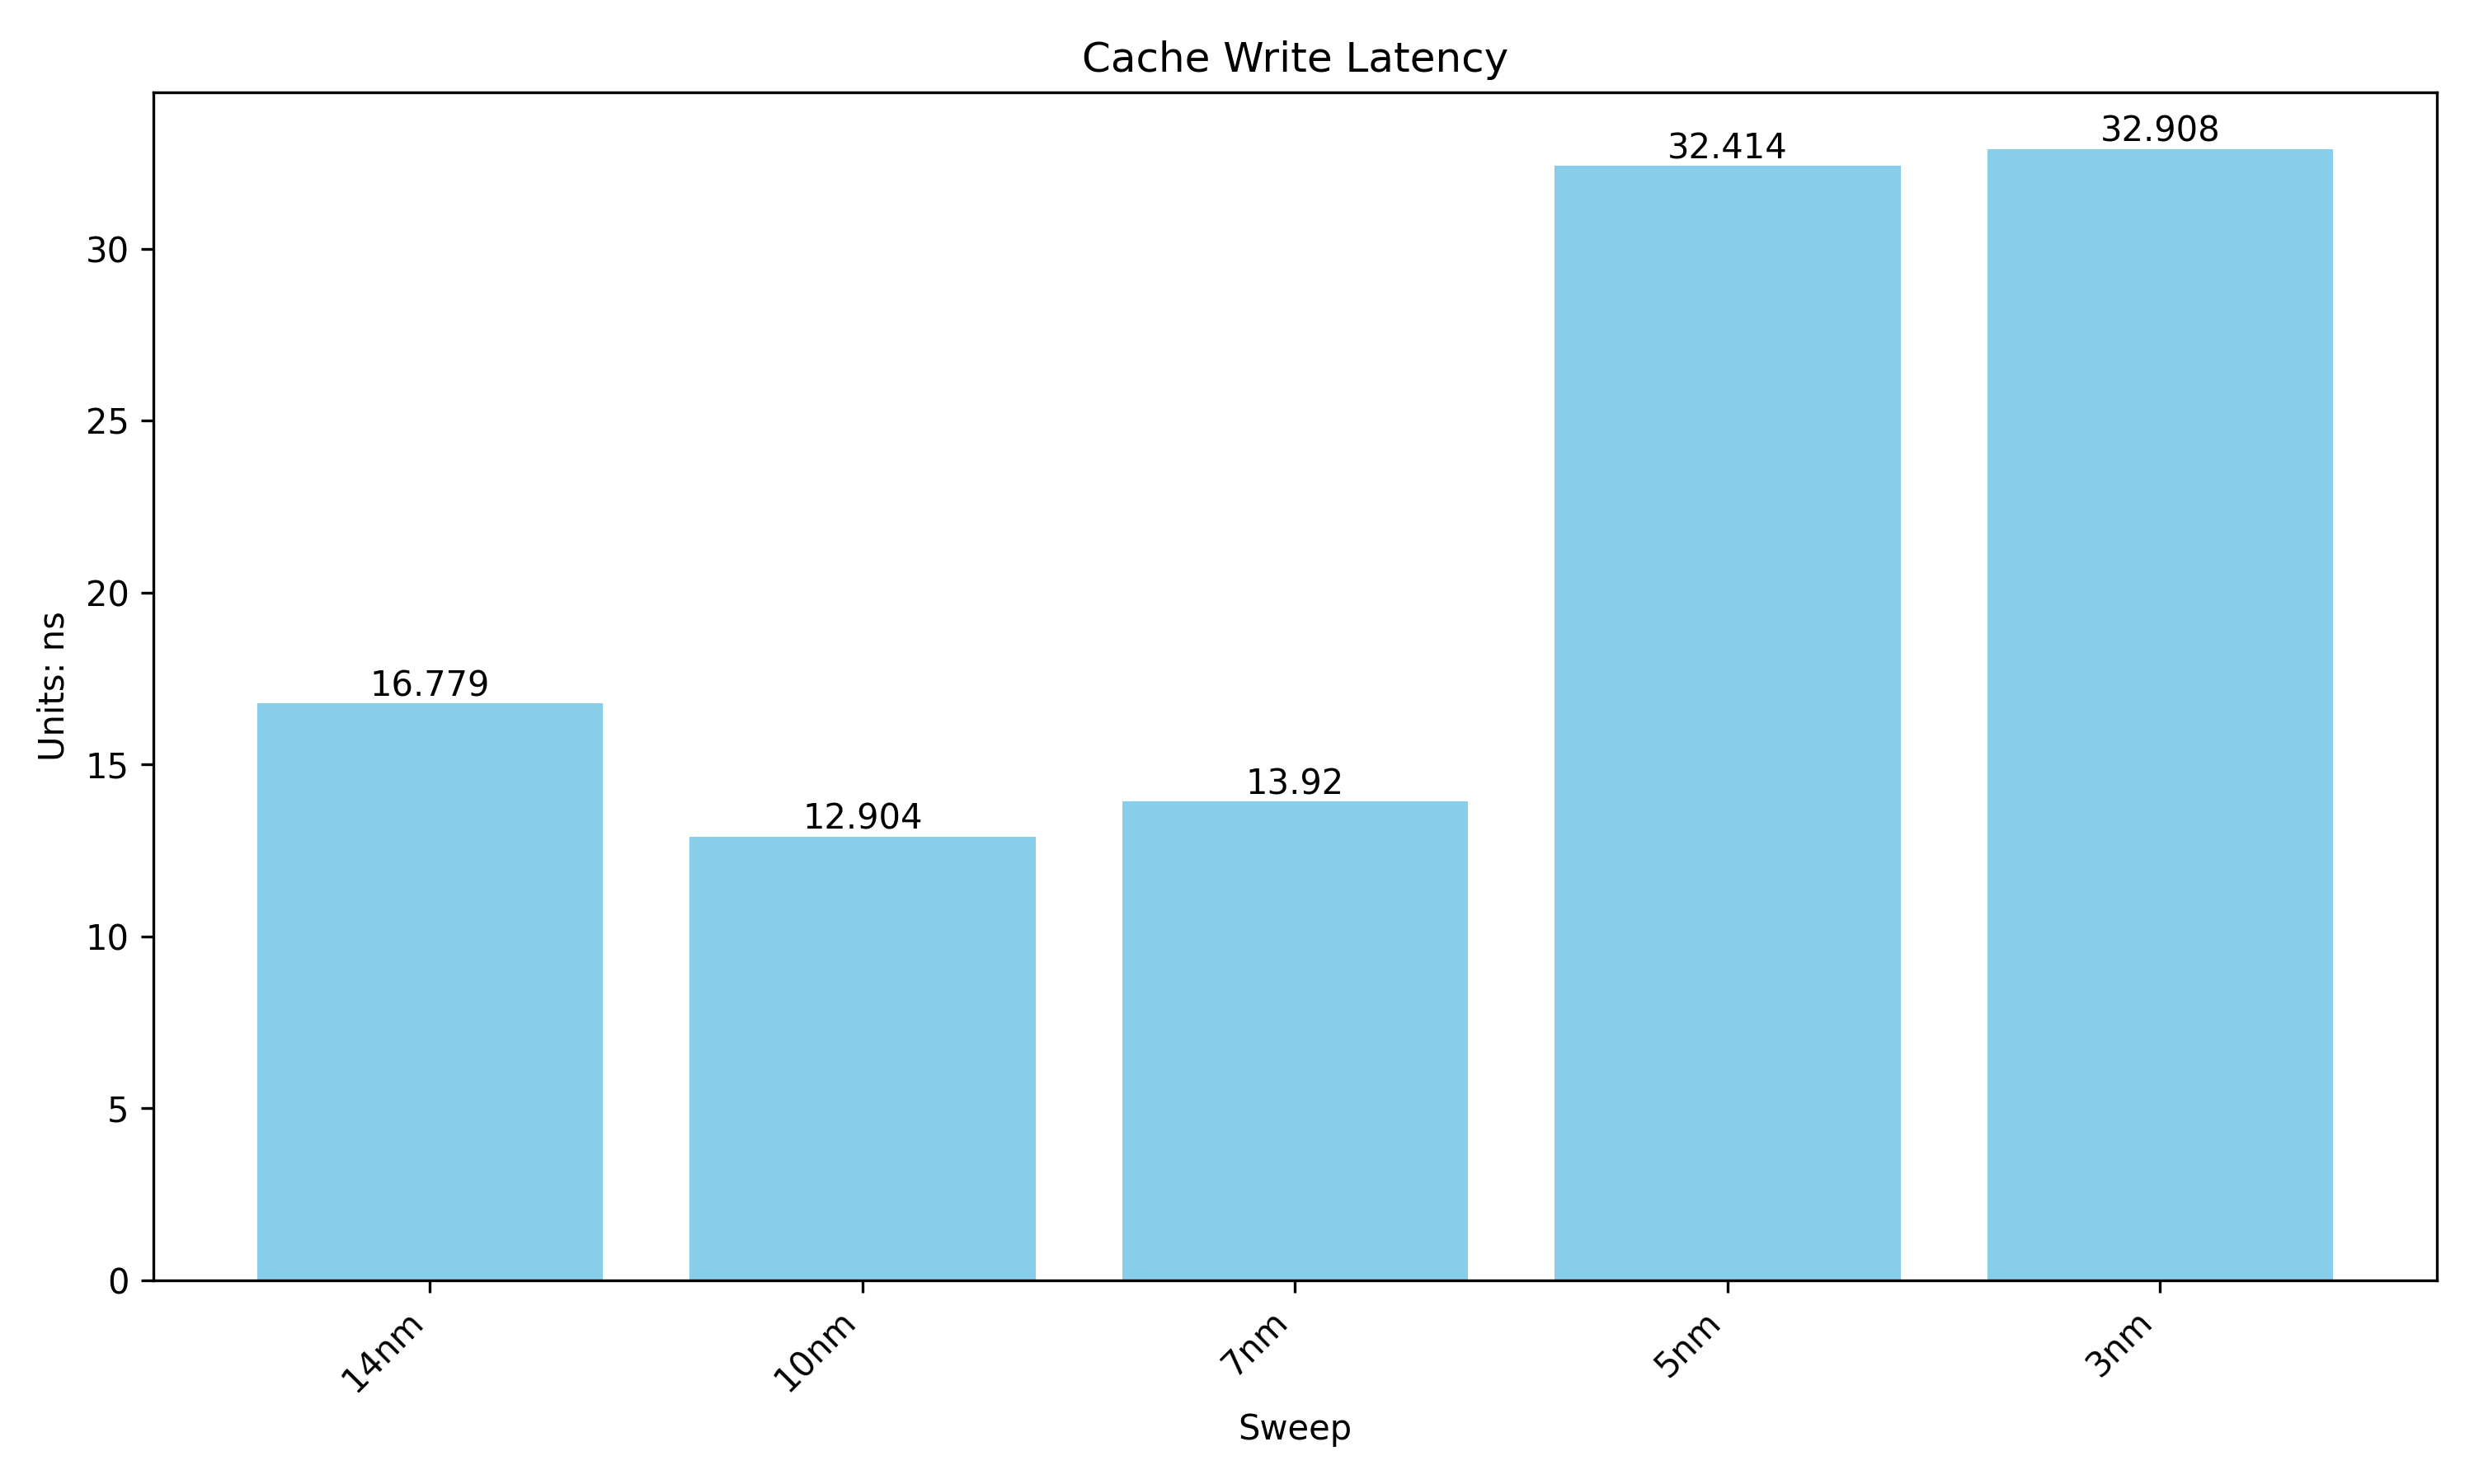 Cache Write Latency
32.908
32.414
30
25
20
16.779
15
13.92
12.904
10
5
0
Units: ns
14nm
10nm
7nm
5nm
3nm
Sweep